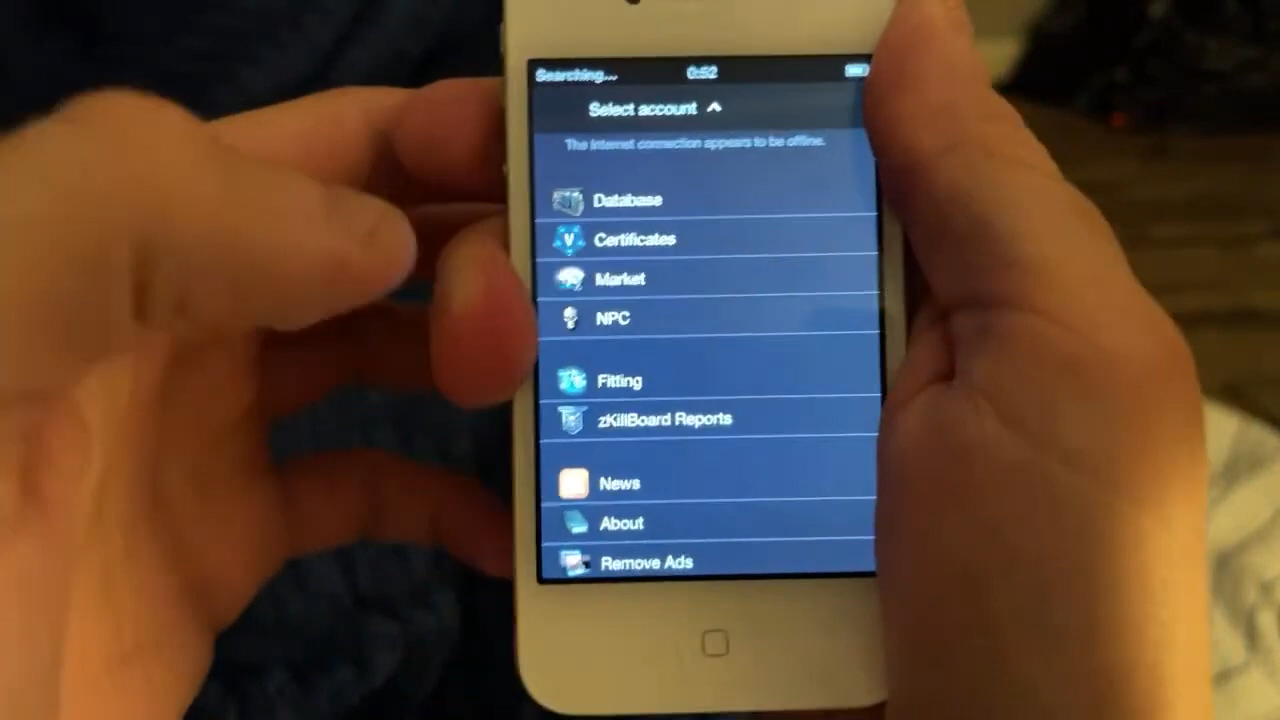 Searching...
0:52
Select account
The Internet connection appears to be offline.
Database
V
Certificates
Market
NPC
Fitting
zKillBoard Reports
News
About
Remove Ads